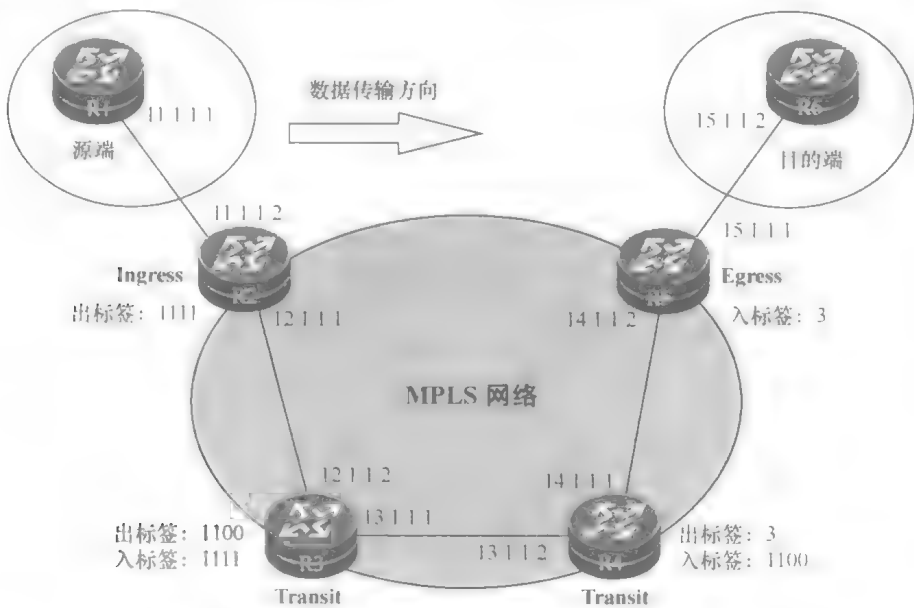 R1
11 1 1 1
源端
数据传输方向
15 1 1 2
R6
目的端
11 1 1 2
15 1 1 1
Ingress
Egress
出标签：1111
12 1 1 1
14 1 1 2
入标签：3
MPLS 网络
12 1 1 2
14 1 1 1
出标签：1100
入标签：1111
R3
13 1 1 1
13 1 1 2
R4
出标签：3
入标签：1100
Transit
Transit